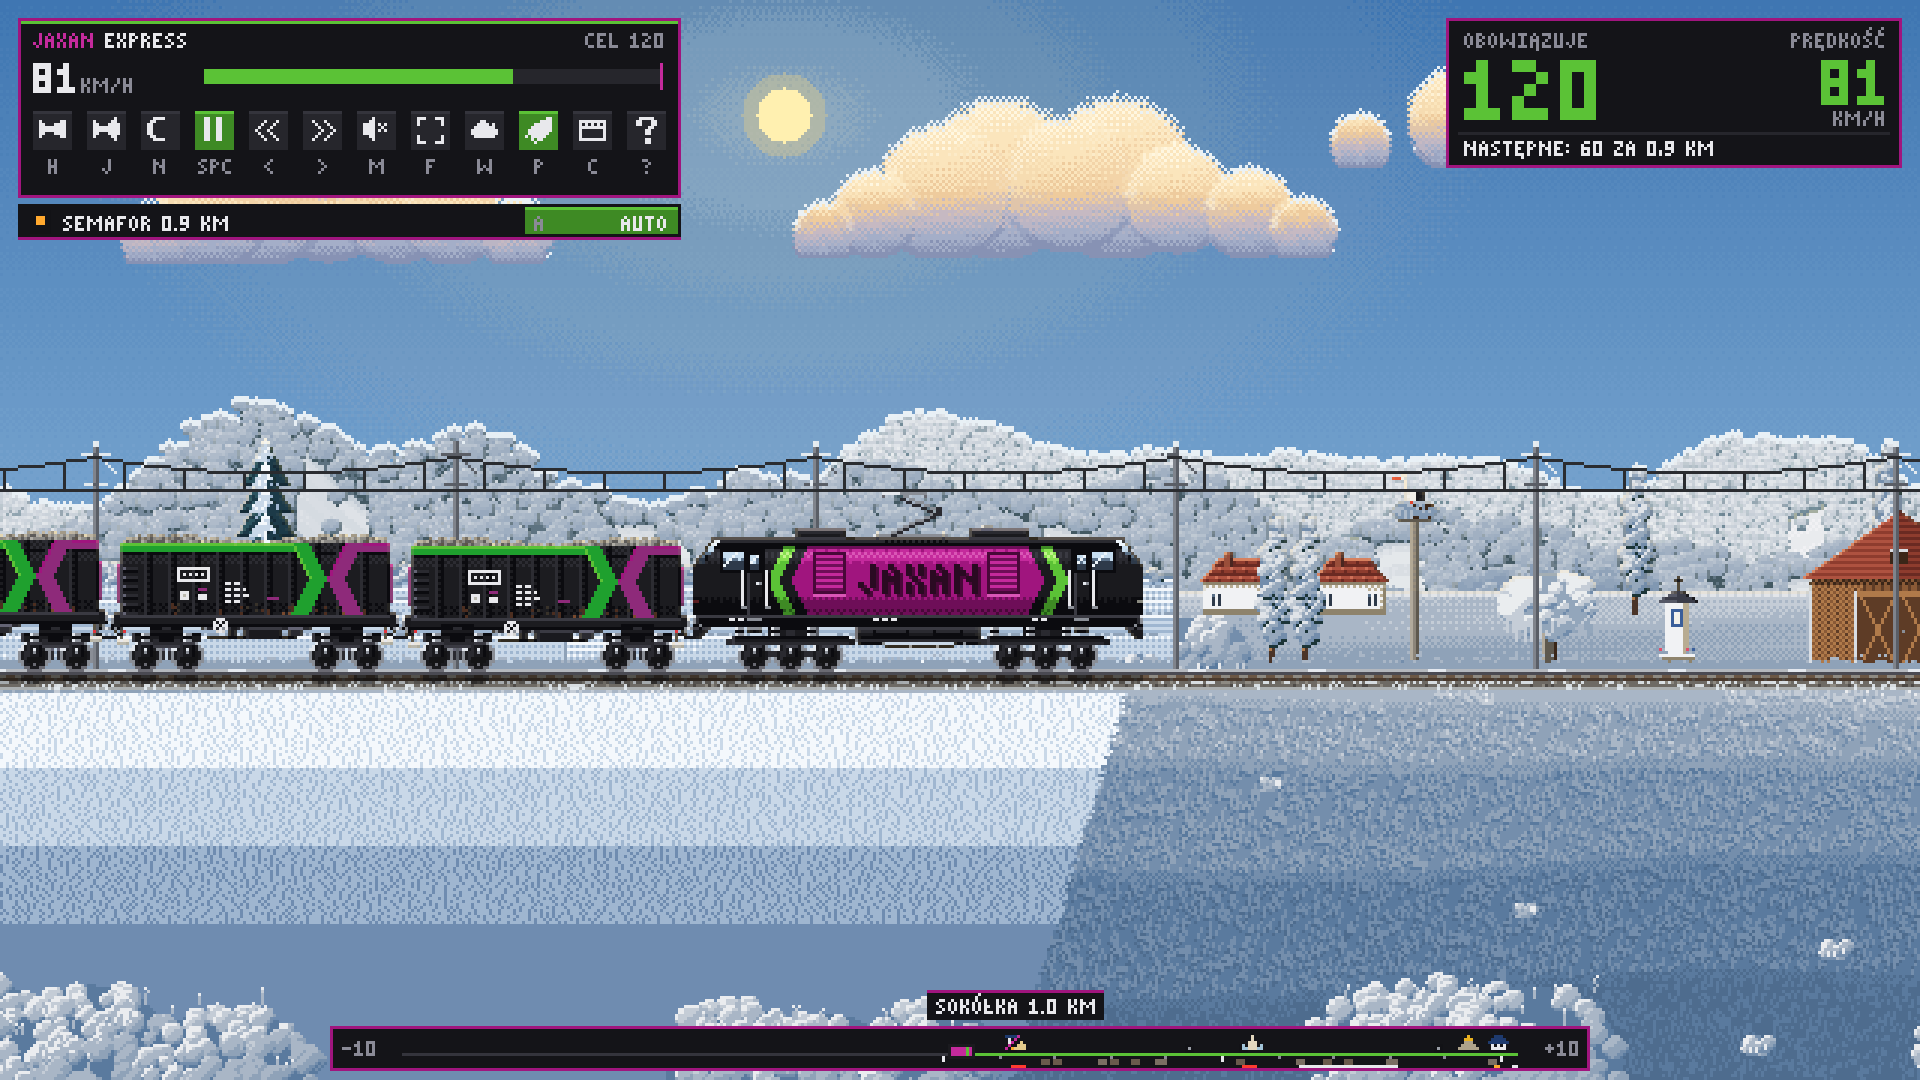 JAXAN EXPRESS
CEL 120
81 KM/H
H J N SPC < > M F W P C ?
SEMAFOR 0.9 KM
A AUTO
OBOWIĄZUJE
PRĘDKOŚĆ
120
81
KM/H
NASTĘPNE: 60 ZA 0.9 KM
JAXAN
SOKÓŁKA 1.0 KM
-10
+10